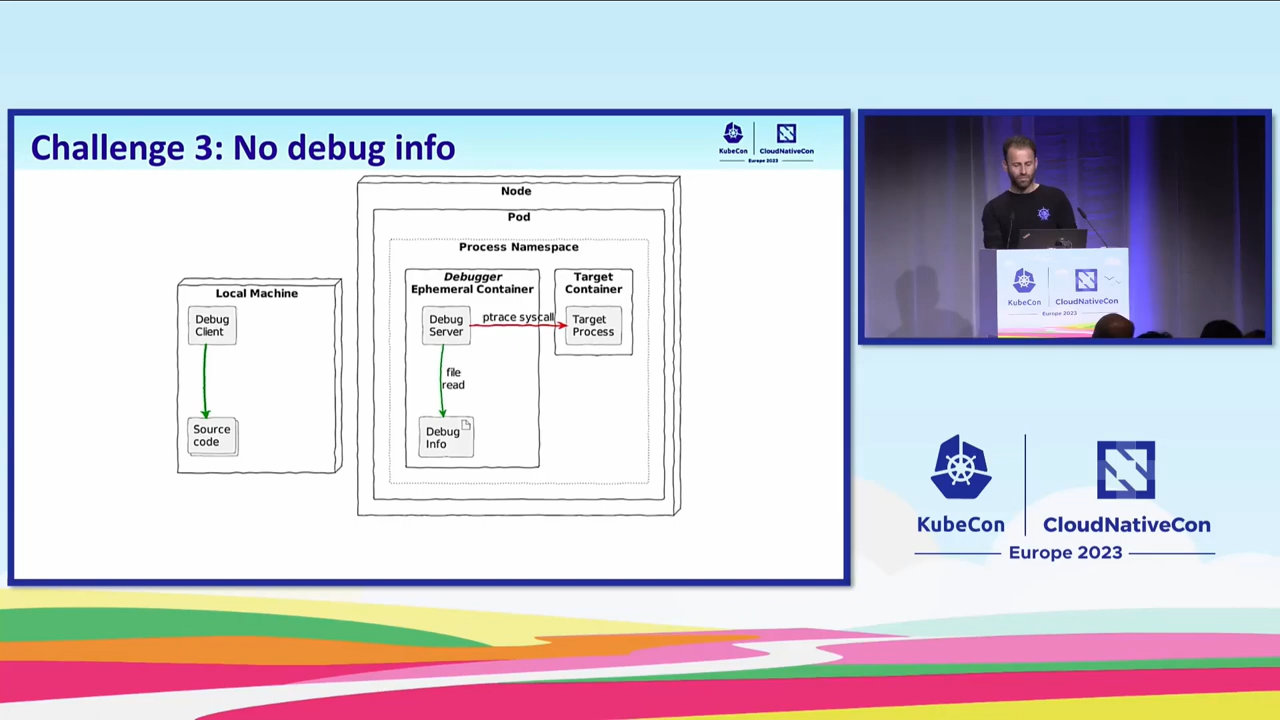 Challenge 3: No debug info
KubeCon
CloudNativeCon
Europe 2023
Node
Pod
Process Namespace
Debugger
Ephemeral Container
Target
Container
Local Machine
Debug
Client
Debug
Server
ptrace syscall
Target
Process
file
read
Source
code
Debug
Info
KubeCon
CloudNativeCon
Europe 2023
KubeCon
CloudNativeCon
Europe 2023